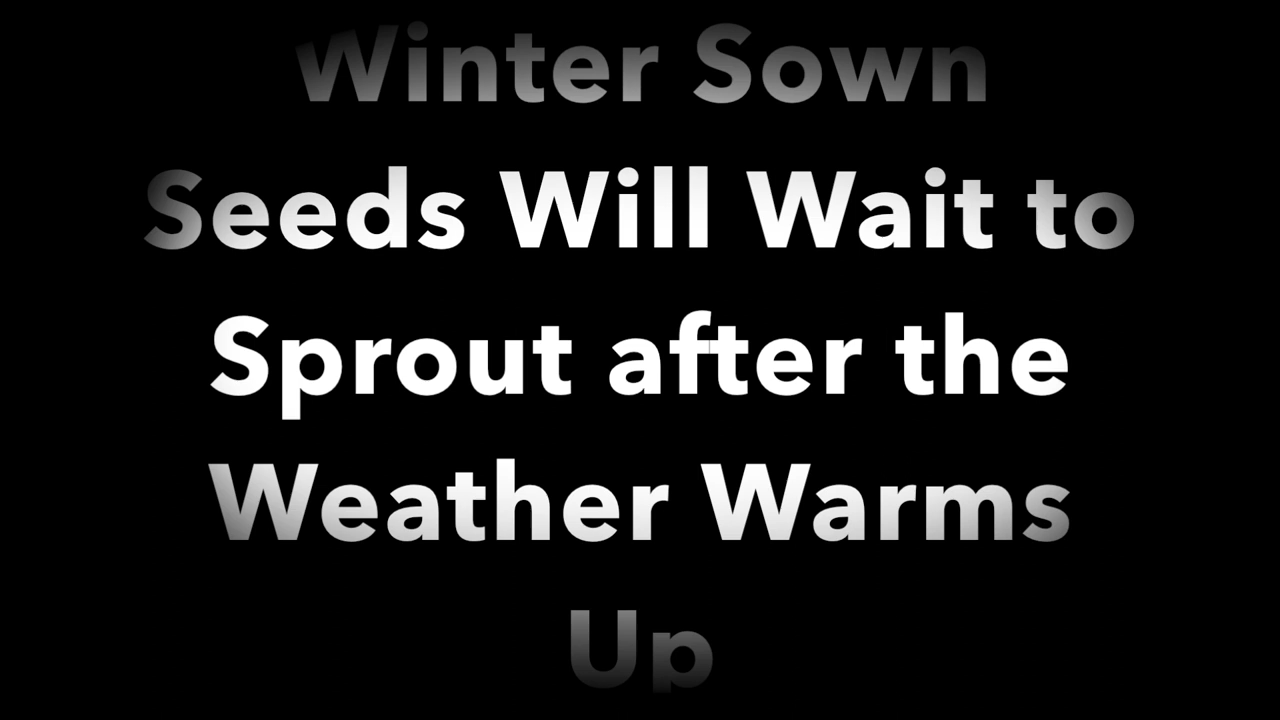 Winter Sown
Seeds Will Wait to
Sprout after the
Weather Warms
Up